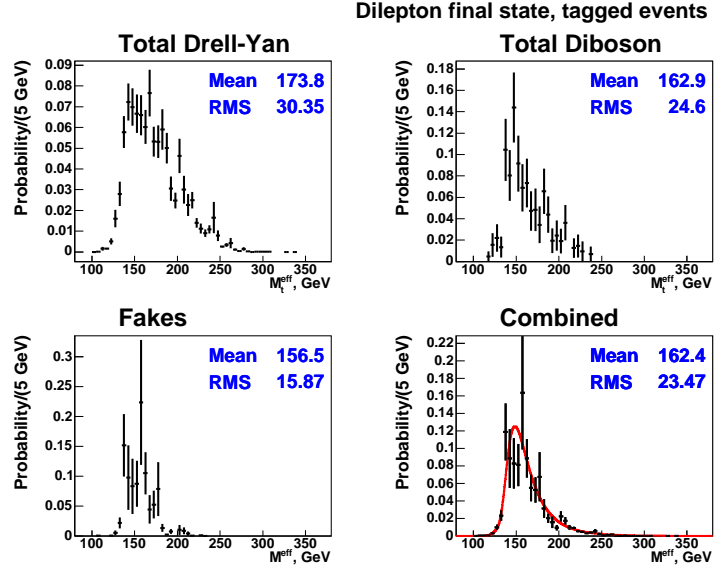 Dilepton final state, tagged events
Total Drell-Yan
Mean 173.8
RMS 30.35
Probability/(5 GeV)
0.09
0.08
0.07
0.06
0.05
0.04
0.03
0.02
0.01
0
100 150 200 250 300 350
M_t^eff, GeV
Total Diboson
Mean 162.9
RMS 24.6
Probability/(5 GeV)
0.18
0.16
0.14
0.12
0.1
0.08
0.06
0.04
0.02
0
100 150 200 250 300 350
M_t^eff, GeV
Fakes
Mean 156.5
RMS 15.87
Probability/(5 GeV)
0.3
0.25
0.2
0.15
0.1
0.05
0
100 150 200 250 300 350
M_t^eff, GeV
Combined
Mean 162.4
RMS 23.47
Probability/(5 GeV)
0.22
0.2
0.18
0.16
0.14
0.12
0.1
0.08
0.06
0.04
0.02
0
100 150 200 250 300 350
M_t^eff, GeV